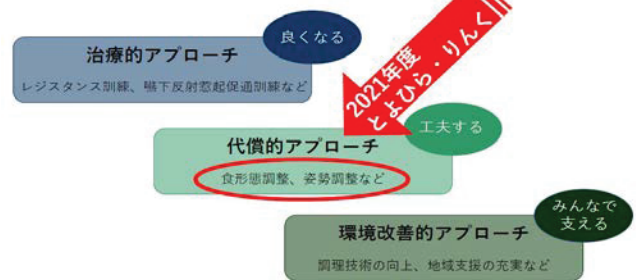 良くなる
治療的アプローチ
レジスタンス訓練、嚥下反射惹起促通訓練など
2021年度
とよひら・りんく
工夫する
代償的アプローチ
食形態調整、姿勢調整など
みんなで
支える
環境改善的アプローチ
調理技術の向上、地域支援の充実など